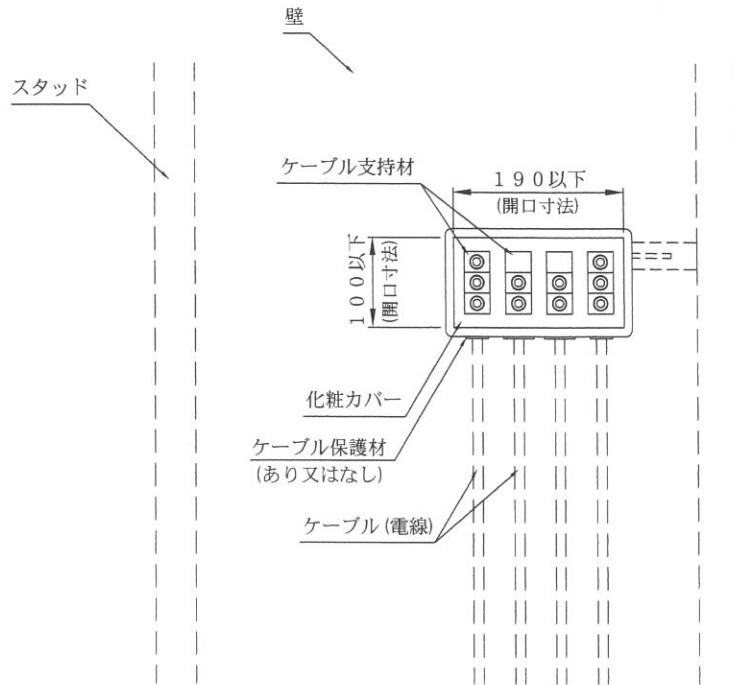 壁
スタッド
ケーブル支持材
190以下
(開口寸法)
100以下
(開口寸法)
化粧カバー
ケーブル保護材
(あり又はなし)
ケーブル(電線)